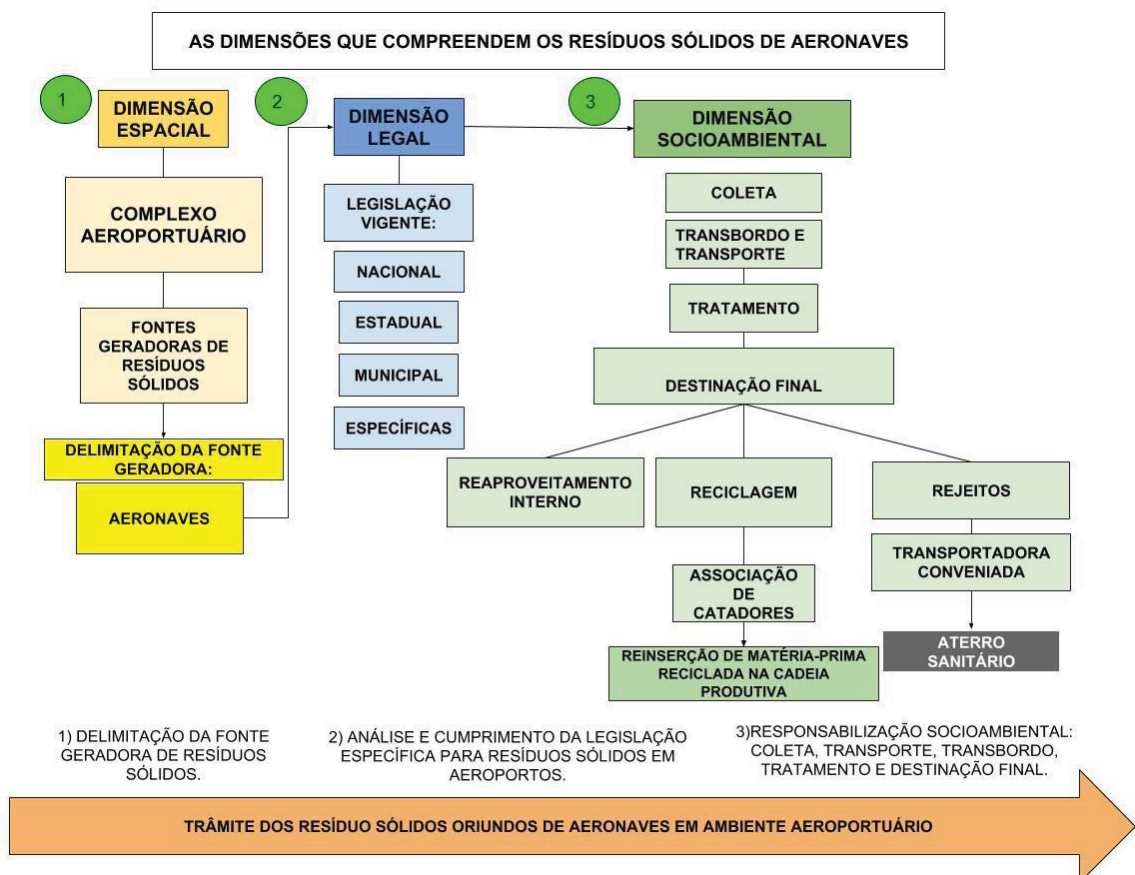 AS DIMENSÕES QUE COMPREENDEM OS RESÍDUOS SÓLIDOS DE AERONAVES
1
DIMENSÃO
ESPACIAL
COMPLEXO
AEROPORTUÁRIO
FONTES
GERADORAS DE
RESÍDUOS
SÓLIDOS
DELIMITAÇÃO DA FONTE
GERADORA:
AERONAVES
2
DIMENSÃO
LEGAL
LEGISLAÇÃO
VIGENTE:
NACIONAL
ESTADUAL
MUNICIPAL
ESPECÍFICAS
3
DIMENSÃO
SOCIOAMBIENTAL
COLETA
TRANSBORDO E
TRANSPORTE
TRATAMENTO
DESTINAÇÃO FINAL
REAPROVEITAMENTO
INTERNO
RECICLAGEM
ASSOCIAÇÃO
DE
CATADORES
REINSERÇÃO DE MATÉRIA-PRIMA
RECICLADA NA CADEIA
PRODUTIVA
REJEITOS
TRANSPORTADORA
CONVENIADA
ATERRO
SANITÁRIO
1) DELIMITAÇÃO DA FONTE
GERADORA DE RESÍDUOS
SÓLIDOS.
2) ANÁLISE E CUMPRIMENTO DA LEGISLAÇÃO
ESPECÍFICA PARA RESÍDUOS SÓLIDOS EM
AEROPORTOS.
3)RESPONSABILIZAÇÃO SOCIOAMBIENTAL:
COLETA, TRANSPORTE, TRANSBORDO,
TRATAMENTO E DESTINAÇÃO FINAL.
TRÂMITE DOS RESÍDUO SÓLIDOS ORIUNDOS DE AERONAVES EM AMBIENTE AEROPORTUÁRIO